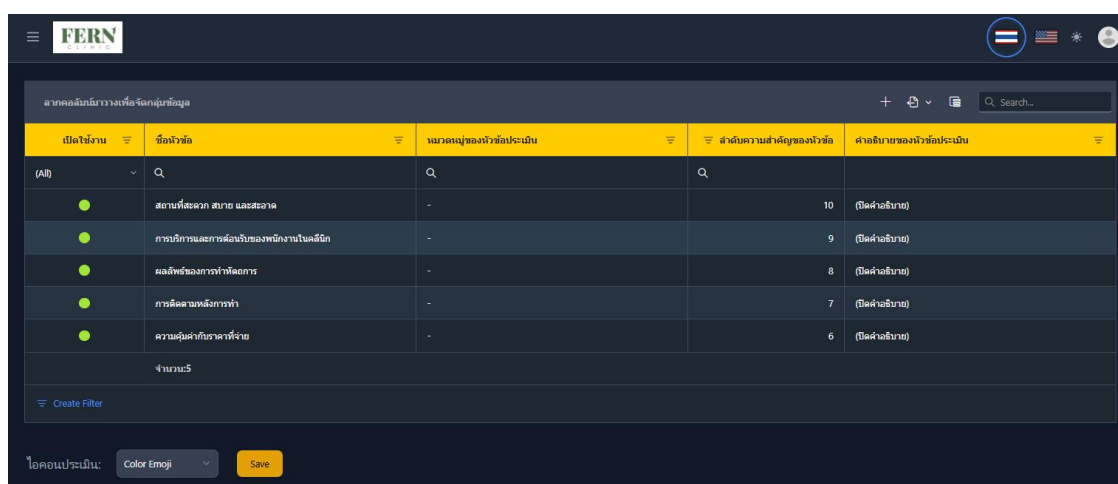 FERN
CLINIC
ลากคอลัมน์มาวางเพื่อจัดกลุ่มข้อมูล
Search...
เปิดใช้งาน ชื่อหัวข้อ หมวดหมู่ของหัวข้อประเมิน ลำดับความสำคัญของหัวข้อ คำอธิบายของหัวข้อประเมิน
(All)
สถานที่สะดวก สบาย และสะอาด - 10 (ปิดคำอธิบาย)
การบริการและการต้อนรับของพนักงานในคลีนิก - 9 (ปิดคำอธิบาย)
ผลลัพธ์ของการทำหัตถการ - 8 (ปิดคำอธิบาย)
การติดตามหลังการทำ - 7 (ปิดคำอธิบาย)
ความคุ้มค่ากับราคาที่จ่าย - 6 (ปิดคำอธิบาย)
จำนวน:5
Create Filter
ไอคอนประเมิน: Color Emoji Save